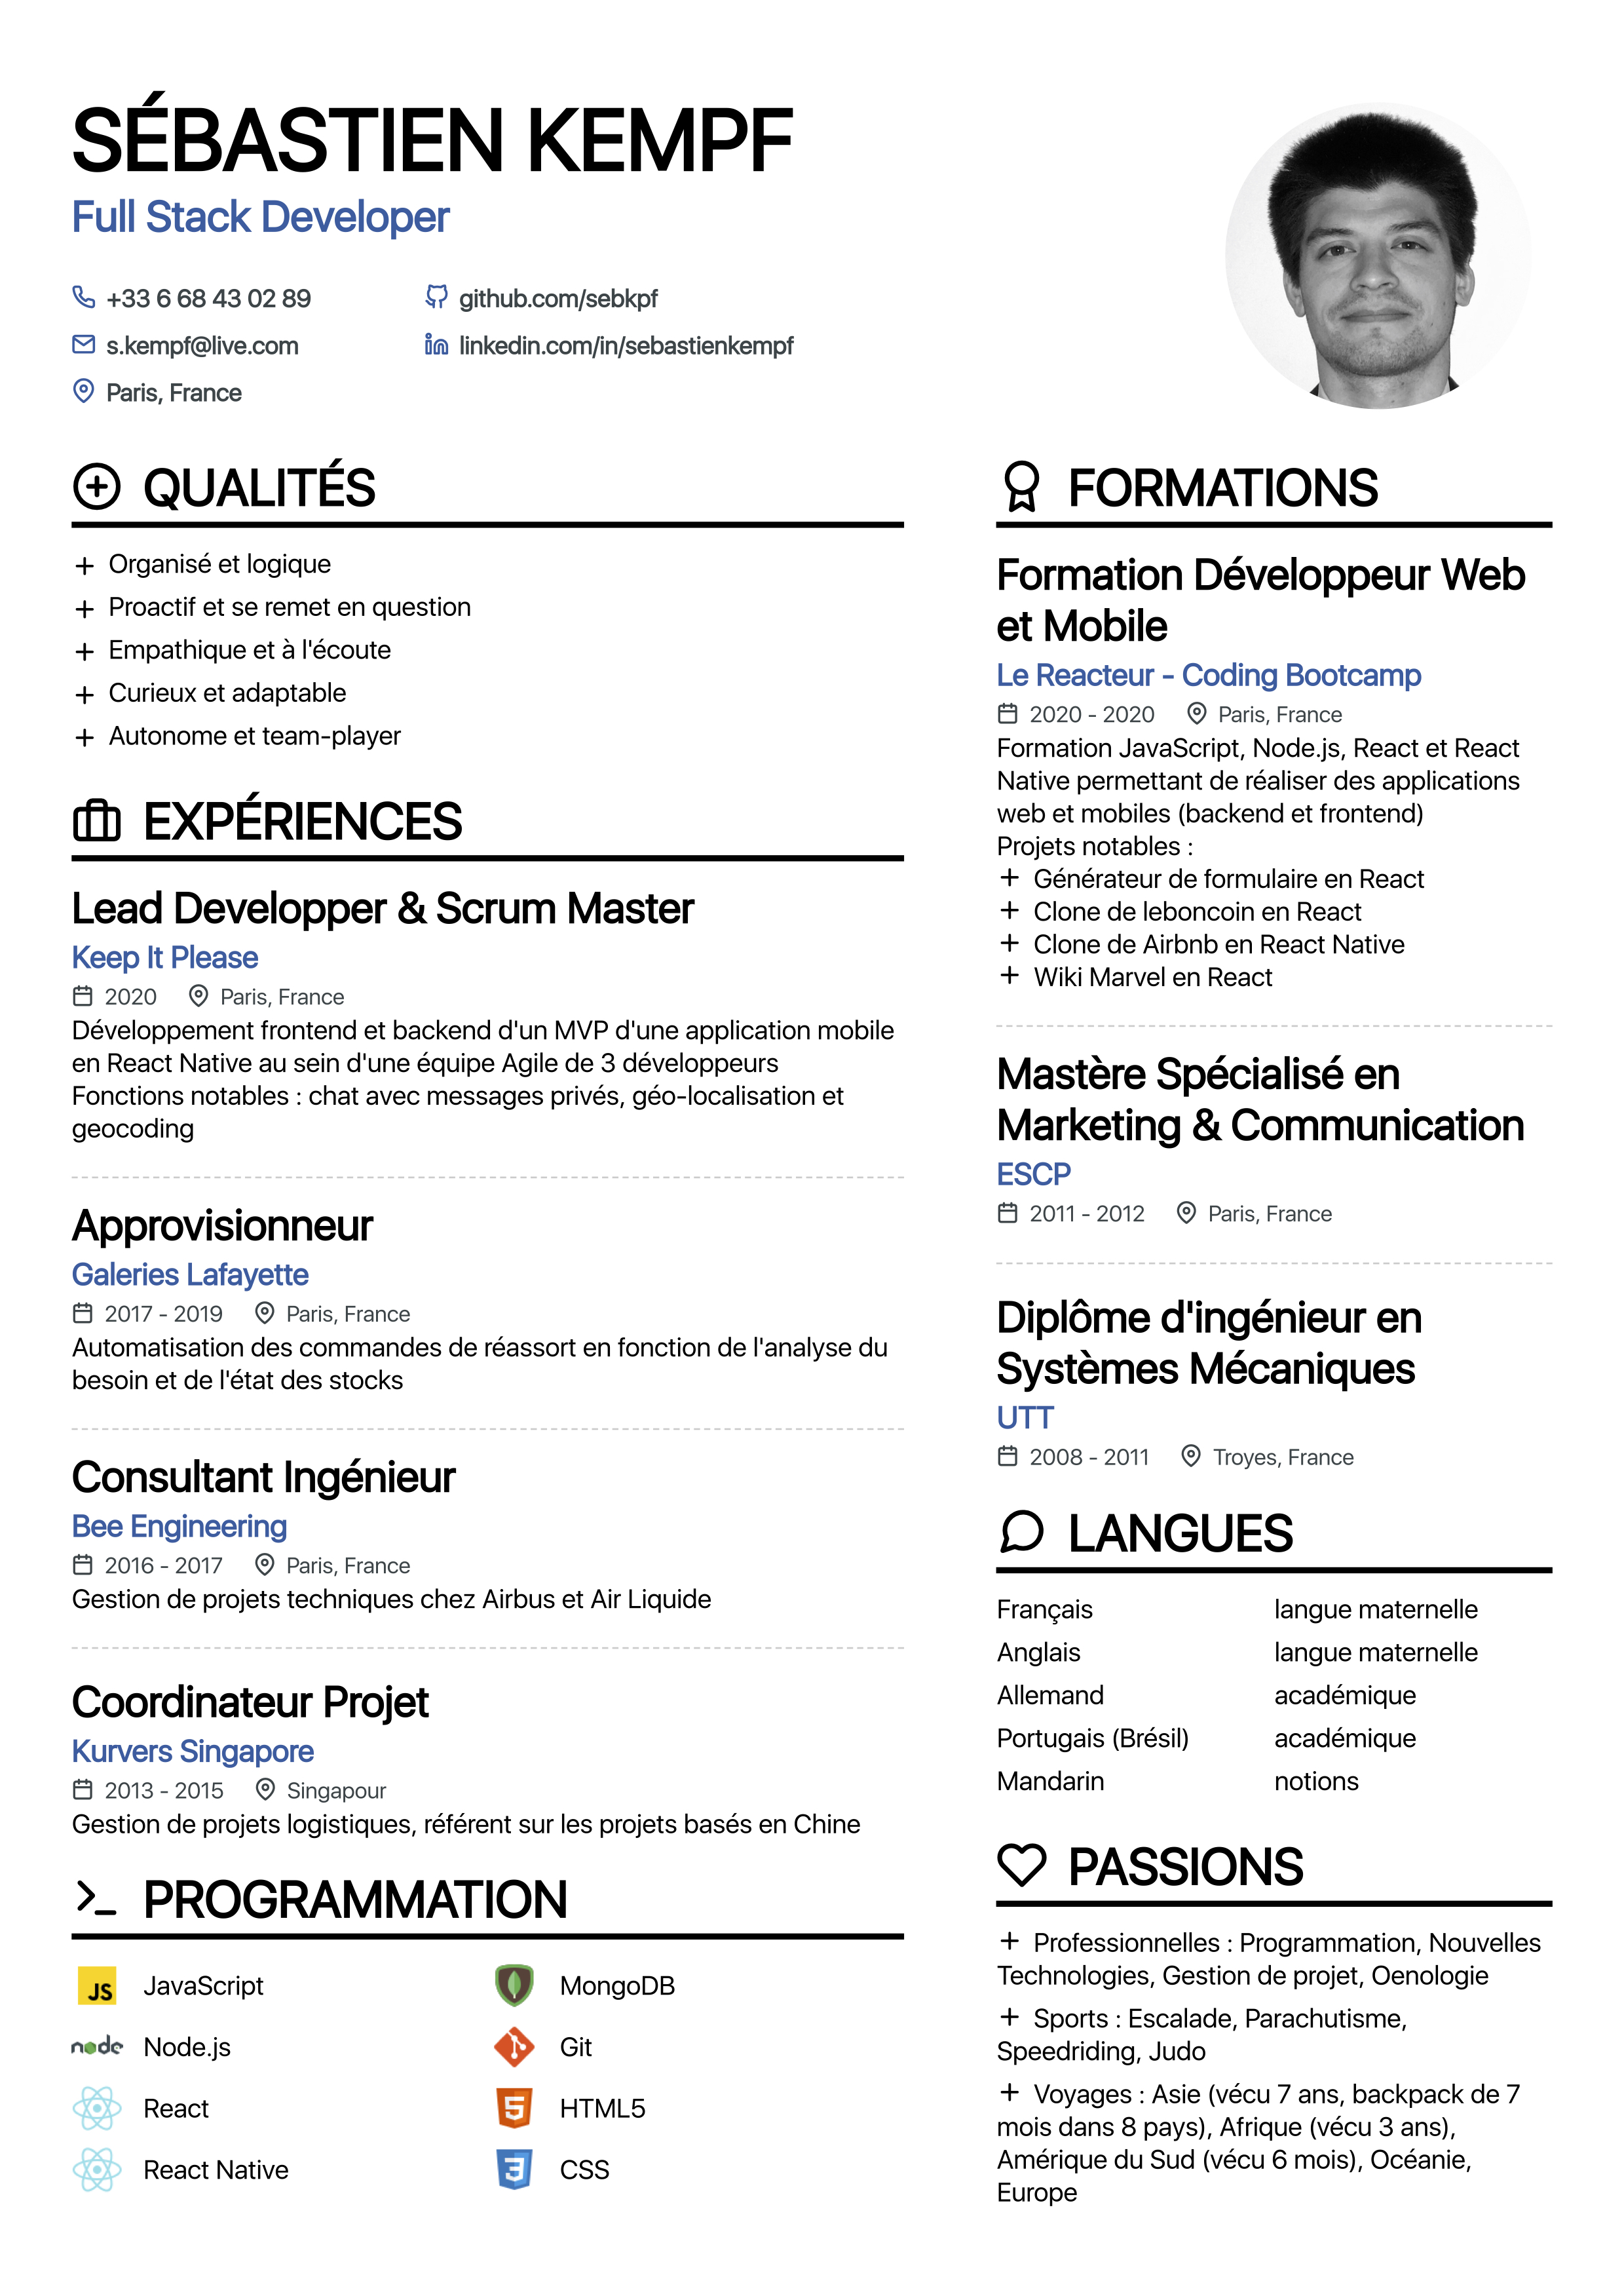 SÉBASTIEN KEMPF
Full Stack Developer
+33 6 68 43 02 89
github.com/sebkpf
s.kempf@live.com
linkedin.com/in/sebastienkempf
Paris, France
QUALITÉS
Organisé et logique
Proactif et se remet en question
Empathique et à l'écoute
Curieux et adaptable
Autonome et team-player
EXPÉRIENCES
Lead Developper & Scrum Master
Keep It Please
2020 Paris, France
Développement frontend et backend d'un MVP d'une application mobile
en React Native au sein d'une équipe Agile de 3 développeurs
Fonctions notables : chat avec messages privés, géo-localisation et
geocoding
Approvisionneur
Galeries Lafayette
2017 - 2019 Paris, France
Automatisation des commandes de réassort en fonction de l'analyse du
besoin et de l'état des stocks
Consultant Ingénieur
Bee Engineering
2016 - 2017 Paris, France
Gestion de projets techniques chez Airbus et Air Liquide
Coordinateur Projet
Kurvers Singapore
2013 - 2015 Singapour
Gestion de projets logistiques, référent sur les projets basés en Chine
PROGRAMMATION
JS JavaScript
MongoDB
node Node.js
Git
React
5 HTML5
React Native
3 CSS
FORMATIONS
Formation Développeur Web
et Mobile
Le Reacteur - Coding Bootcamp
2020 - 2020 Paris, France
Formation JavaScript, Node.js, React et React
Native permettant de réaliser des applications
web et mobiles (backend et frontend)
Projets notables :
+ Générateur de formulaire en React
+ Clone de leboncoin en React
+ Clone de Airbnb en React Native
+ Wiki Marvel en React
Mastère Spécialisé en
Marketing & Communication
ESCP
2011 - 2012 Paris, France
Diplôme d'ingénieur en
Systèmes Mécaniques
UTT
2008 - 2011 Troyes, France
LANGUES
Français langue maternelle
Anglais langue maternelle
Allemand académique
Portugais (Brésil) académique
Mandarin notions
PASSIONS
+ Professionnelles : Programmation, Nouvelles
Technologies, Gestion de projet, Oenologie
+ Sports : Escalade, Parachutisme,
Speedriding, Judo
+ Voyages : Asie (vécu 7 ans, backpack de 7
mois dans 8 pays), Afrique (vécu 3 ans),
Amérique du Sud (vécu 6 mois), Océanie,
Europe